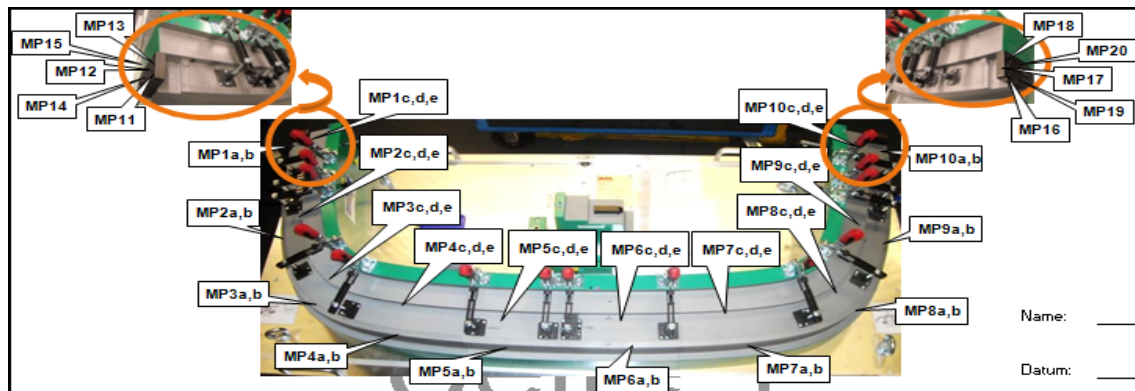 MP13
MP15
MP12
MP14
MP11
MP18
MP20
MP17
MP19
MP16
MP1c,d,e
MP10c,d,e
MP1a,b
MP2c,d,e
MP9c,d,e
MP10a,b
MP3c,d,e
MP8c,d,e
MP2a,b
MP4c,d,e
MP5c,d,e
MP6c,d,e
MP7c,d,e
MP9a,b
MP3a,b
MP8a,b
Name:
MP4a,b
MP5a,b
MP6a,b
MP7a,b
Datum: